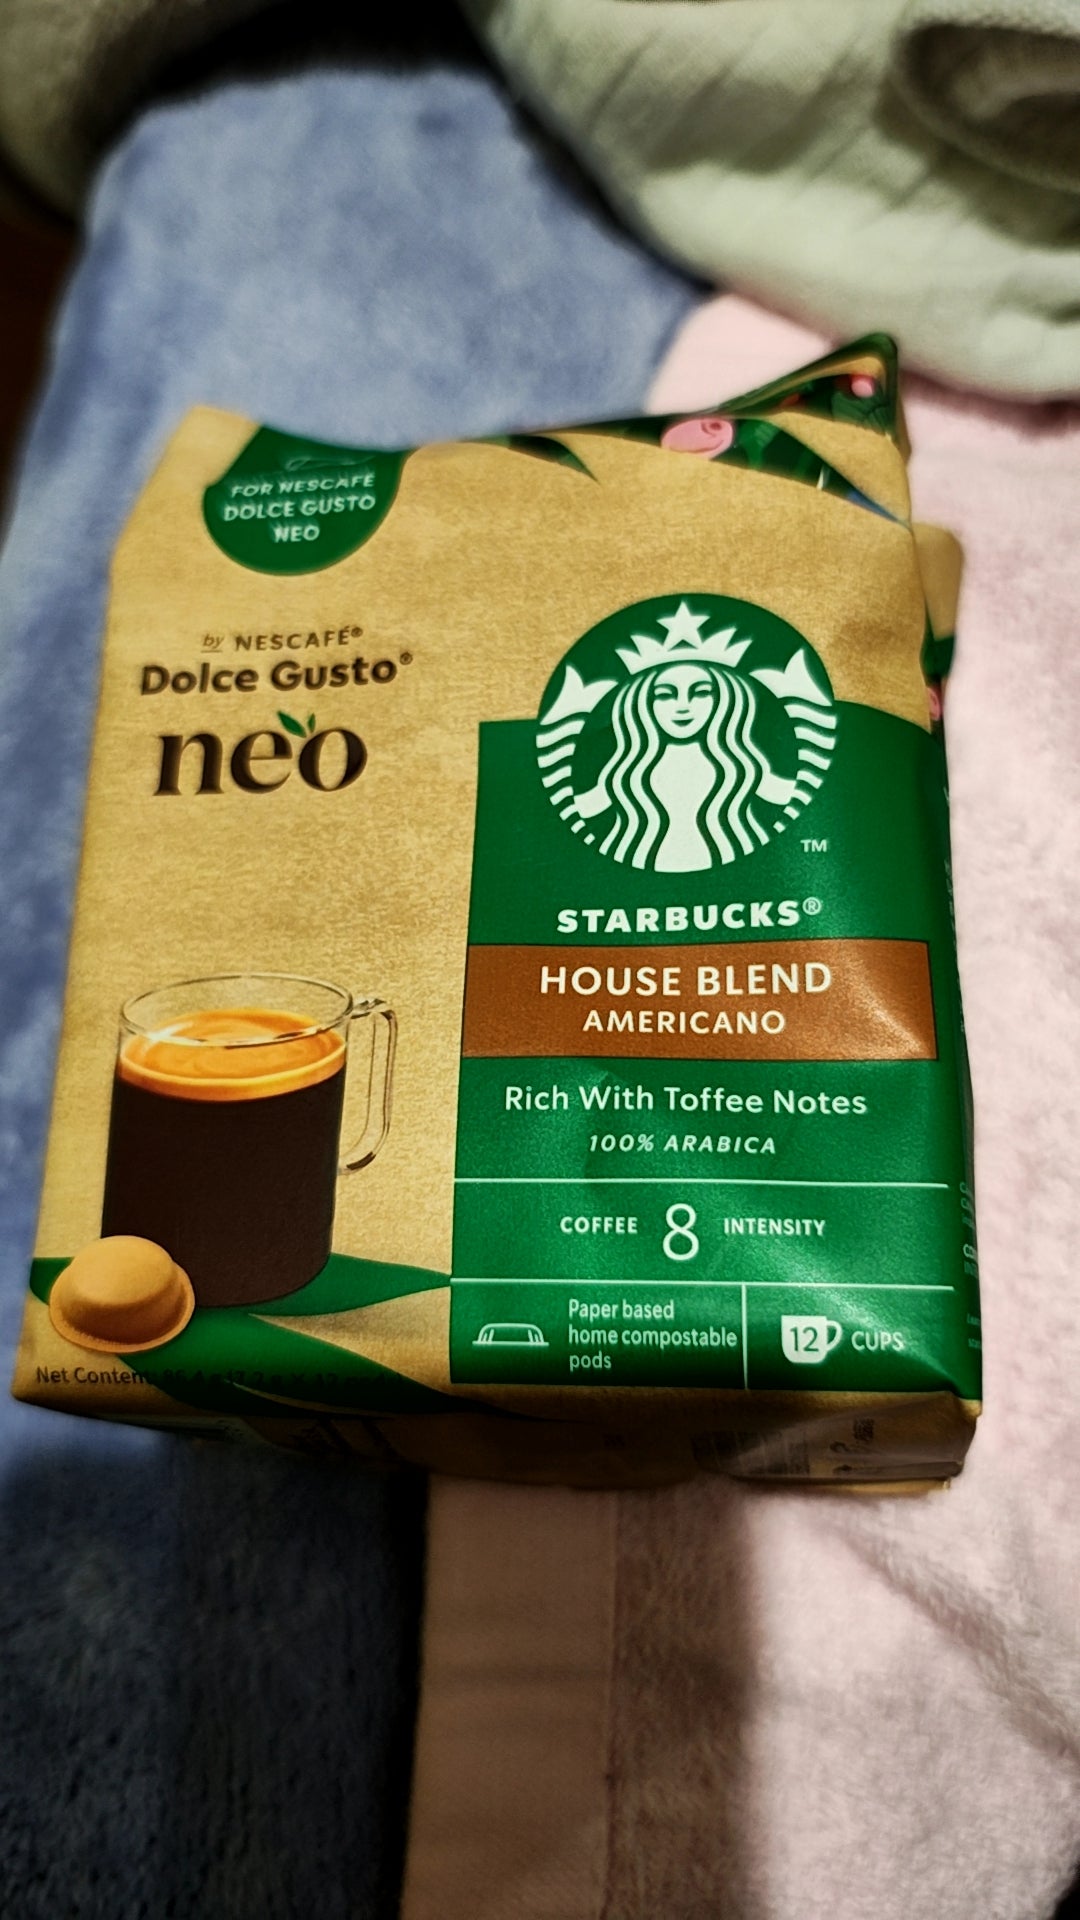 FOR NESCAFÉ
DOLCE GUSTO
NEO
by NESCAFÉ®
Dolce Gusto®
neo
TM
STARBUCKS®
HOUSE BLEND
AMERICANO
Rich With Toffee Notes
100% ARABICA
COFFEE 8 INTENSITY
Paper based
home compostable
pods
12 CUPS
Net Content